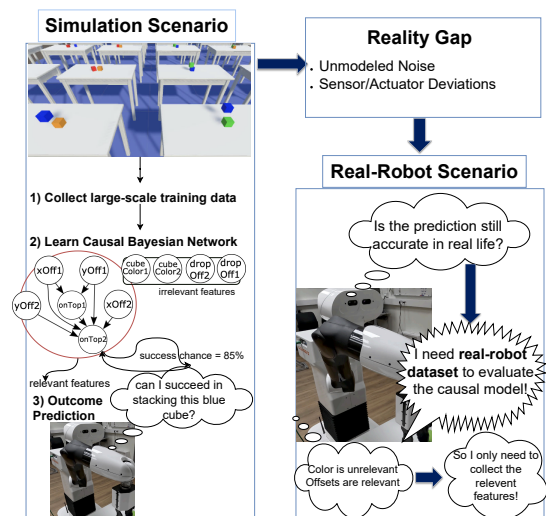 Simulation Scenario
1) Collect large-scale training data
2) Learn Causal Bayesian Network
xOff1
yOff1
yOff2
onTop1
xOff2
onTop2
cube
Color1
cube
Color2
drop
Off2
drop
Off1
irrelevant features
success chance = 85%
relevant features
3) Outcome
Prediction
can I succeed in
stacking this blue
cube?
Reality Gap
. Unmodeled Noise
. Sensor/Actuator Deviations
Real-Robot Scenario
Is the prediction still
accurate in real life?
I need real-robot
dataset to evaluate
the causal model!
Color is unrelevant
Offsets are relevant
So I only need to
collect the
relevent
features!